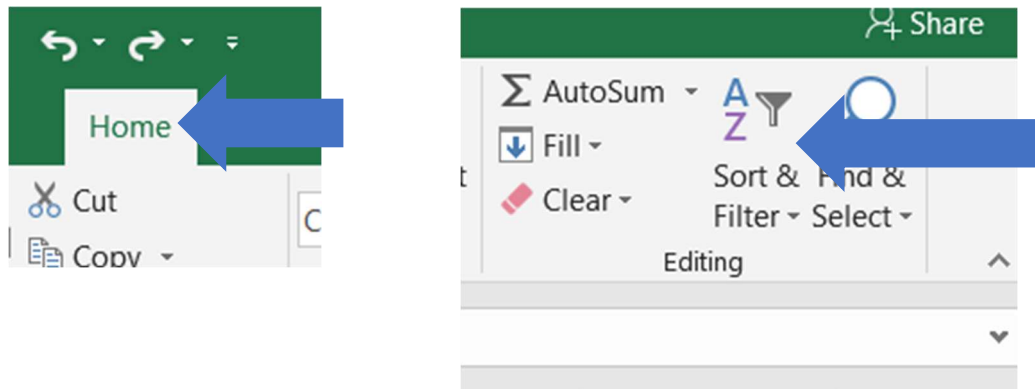 Home
Cut
Copy
Share
AutoSum
Fill
Clear
Sort &
Filter
Find &
Select
Editing